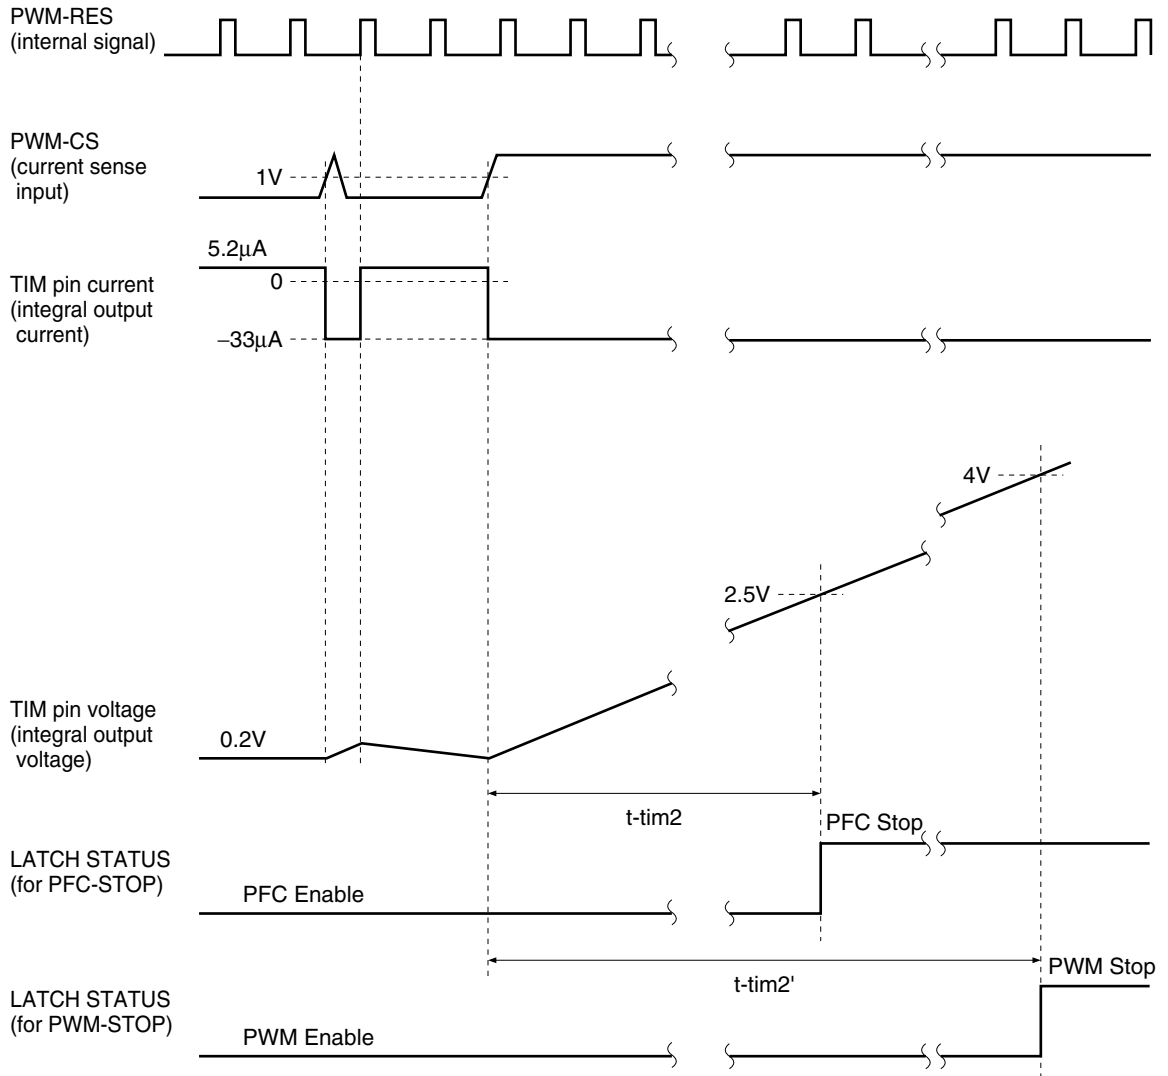 PWM-RES
(internal signal)
PWM-CS
(current sense
input)
1V
5.2μA
TIM pin current
(integral output
current)
0
−33μA
4V
2.5V
TIM pin voltage
(integral output
voltage)
0.2V
t-tim2
PFC Stop
LATCH STATUS
(for PFC-STOP)
PFC Enable
t-tim2'
PWM Stop
LATCH STATUS
(for PWM-STOP)
PWM Enable